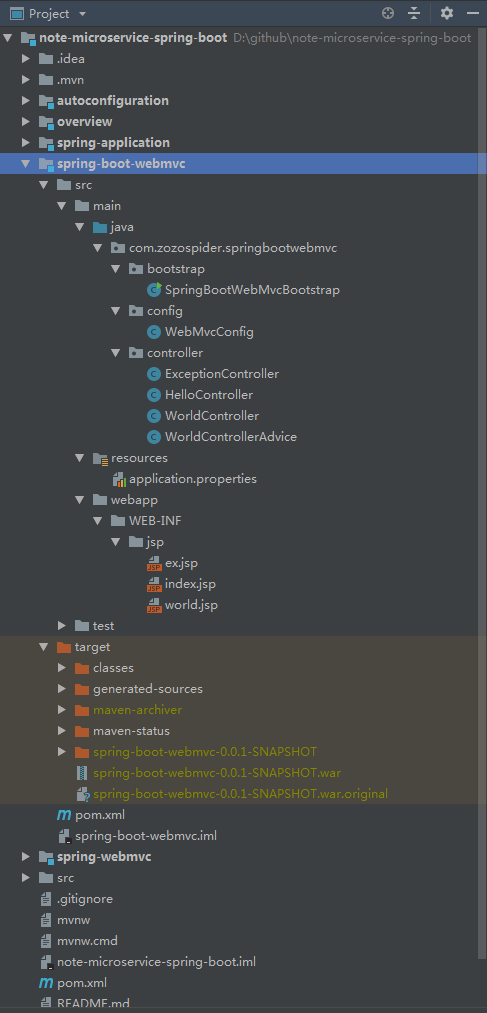 Project
note-microservice-spring-boot D:\github\note-microservice-spring-boot
.idea
.mvn
autoconfiguration
overview
spring-application
spring-boot-webmvc
src
main
java
com.zozospider.springbootwebmvc
bootstrap
SpringBootWebMvcBootstrap
config
WebMvcConfig
controller
ExceptionController
HelloController
WorldController
WorldControllerAdvice
resources
application.properties
webapp
WEB-INF
jsp
ex.jsp
index.jsp
world.jsp
test
target
classes
generated-sources
maven-archiver
maven-status
spring-boot-webmvc-0.0.1-SNAPSHOT
spring-boot-webmvc-0.0.1-SNAPSHOT.war
spring-boot-webmvc-0.0.1-SNAPSHOT.war.original
pom.xml
spring-boot-webmvc.iml
spring-webmvc
src
.gitignore
mvnw
mvnw.cmd
note-microservice-spring-boot.iml
pom.xml
README.md